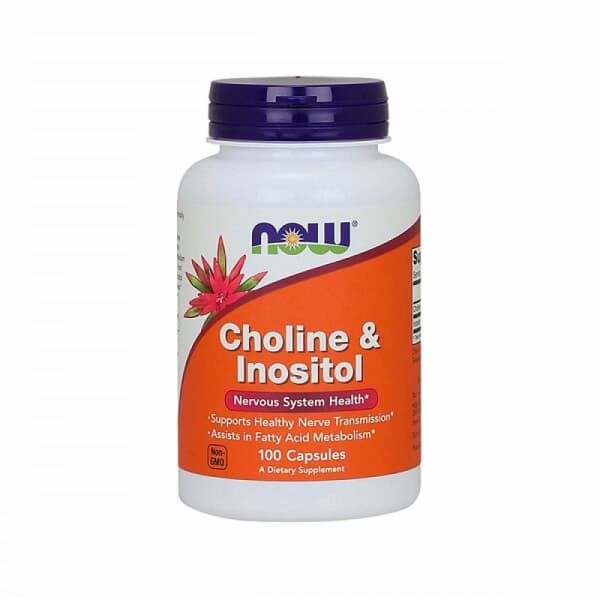 now®
Choline &
Inositol
Nervous System Health*
• Supports Healthy Nerve Transmission*
• Assists in Fatty Acid Metabolism*
100 Capsules
A Dietary Supplement
Non-
GMO